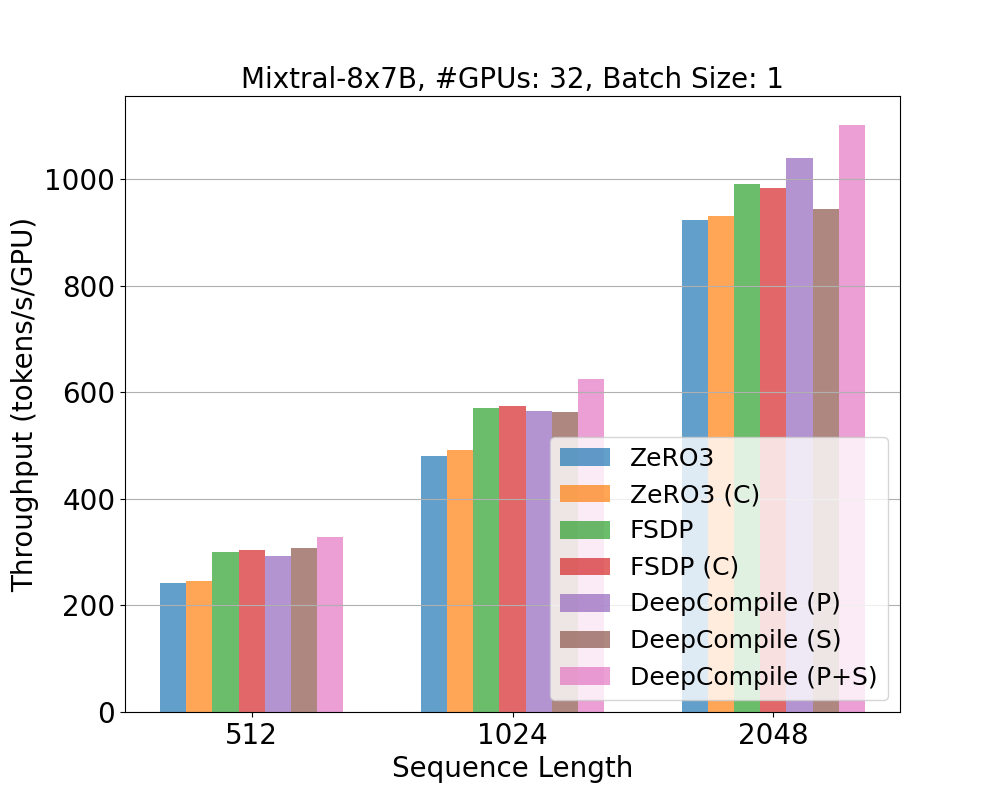 Mixtral-8x7B, #GPUs: 32, Batch Size: 1
Throughput (tokens/s/GPU)
1000
800
600
400
200
0
ZeRO3
ZeRO3 (C)
FSDP
FSDP (C)
DeepCompile (P)
DeepCompile (S)
DeepCompile (P+S)
512 1024 2048
Sequence Length